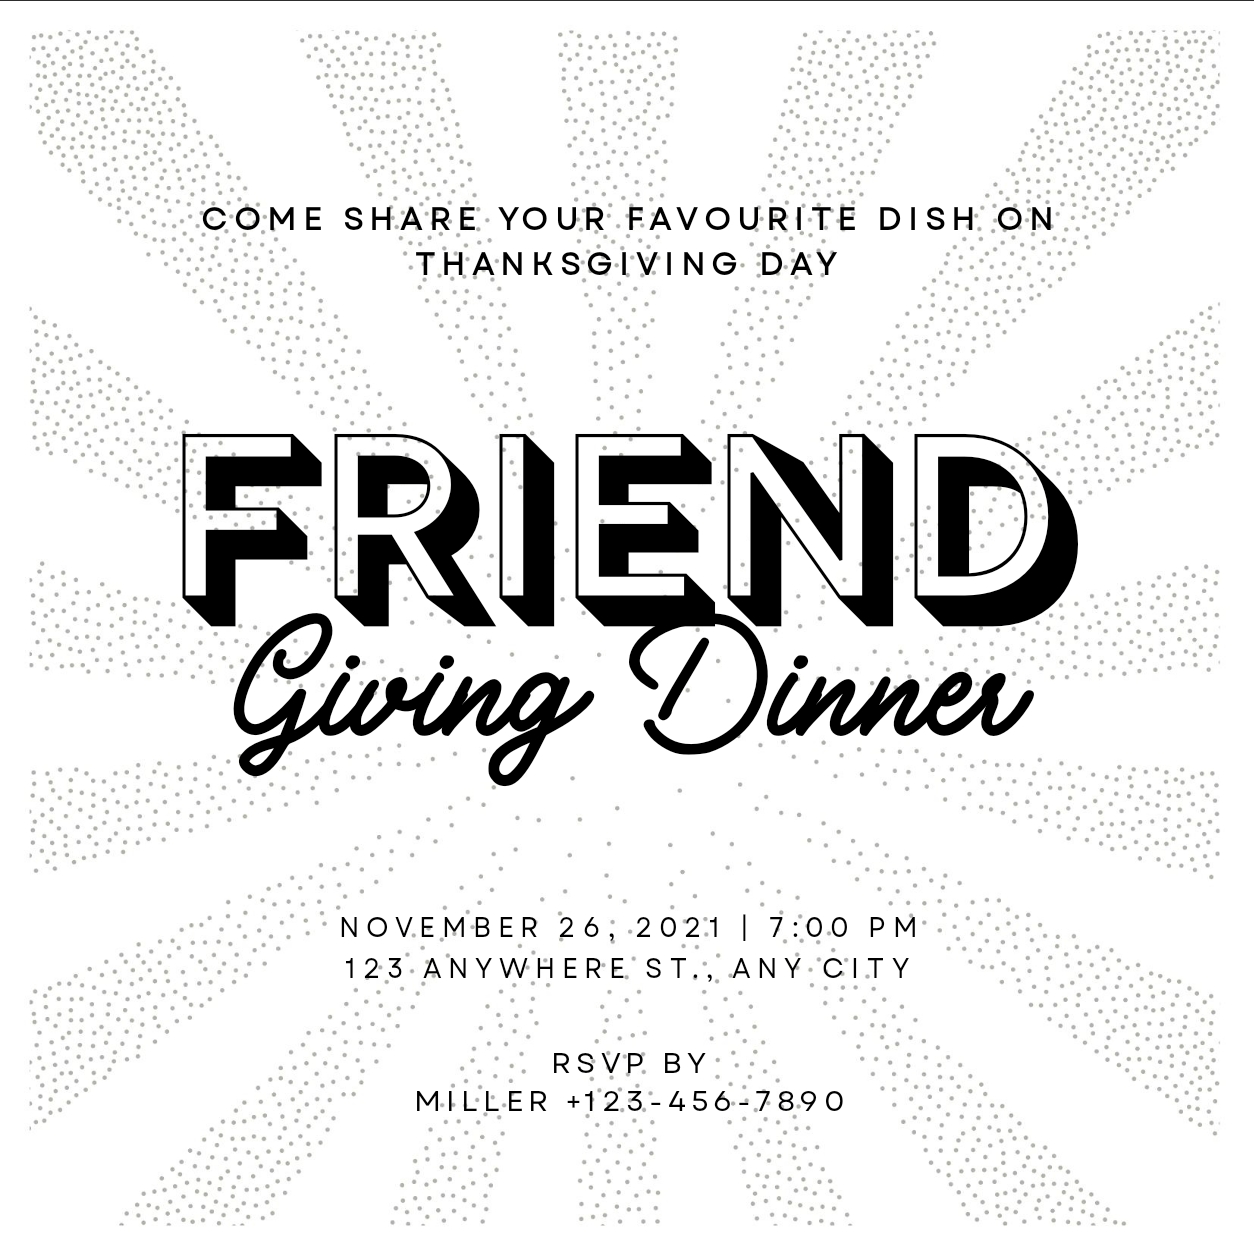 COME SHARE YOUR FAVOURITE DISH ON
THANKSGIVING DAY
FRIEND
Giving Dinner
NOVEMBER 26, 2021 | 7:00 PM
123 ANYWHERE ST., ANY CITY
RSVP BY
MILLER +123-456-7890